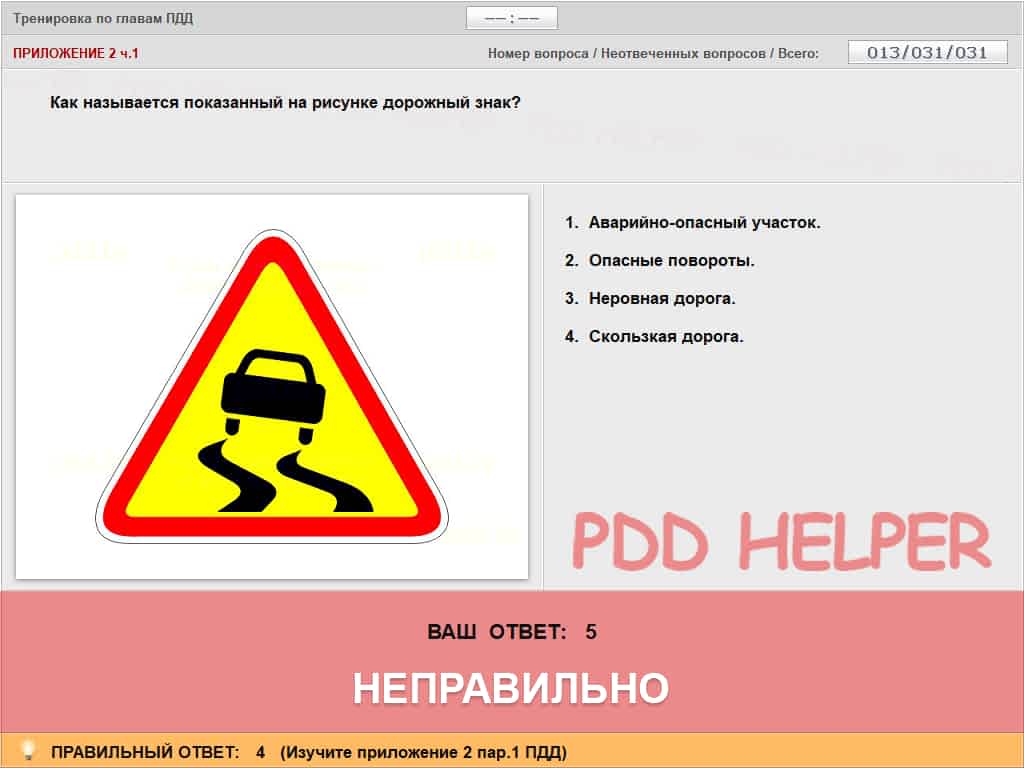 Тренировка по главам ПДД
—— : ——
ПРИЛОЖЕНИЕ 2 ч.1
Номер вопроса / Неотвеченных вопросов / Всего:
013/031/031
Как называется показанный на рисунке дорожный знак?
1. Аварийно-опасный участок.
2. Опасные повороты.
3. Неровная дорога.
4. Скользкая дорога.
PDD HELPER
ВАШ ОТВЕТ: 5
НЕПРАВИЛЬНО
ПРАВИЛЬНЫЙ ОТВЕТ: 4 (Изучите приложение 2 пар.1 ПДД)